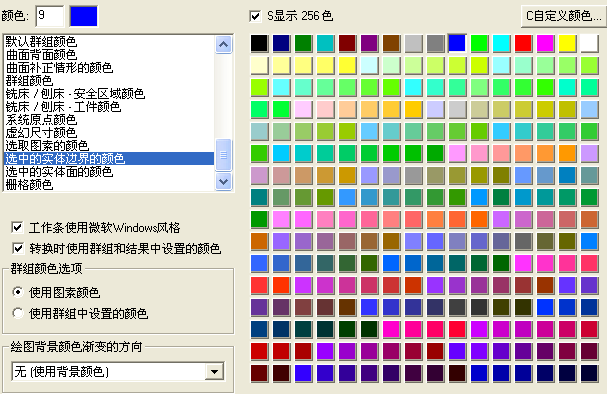 颜色: 9
S显示 256 色
C自定义颜色...
默认群组颜色
曲面背面颜色
曲面补正情形的颜色
群组颜色
铣床 / 刨床 - 安全区域颜色
铣床 / 刨床 - 工件颜色
系统原点颜色
虚幻尺寸颜色
选取图素的颜色
选中的实体边界的颜色
选中的实体面的颜色
栅格颜色
工作条使用微软Windows风格
转换时使用群组和结果中设置的颜色
群组颜色选项
使用图素颜色
使用群组中设置的颜色
绘图背景颜色渐变的方向
无 (使用背景颜色)